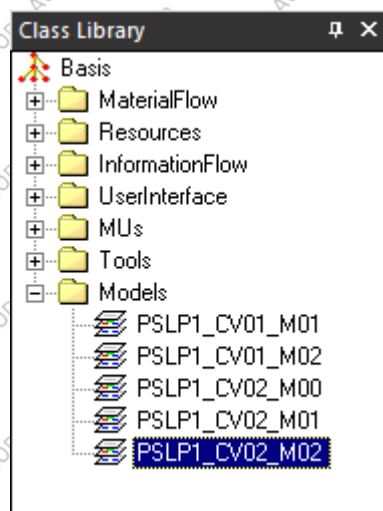 Class Library
Basis
MaterialFlow
Resources
InformationFlow
UserInterface
MUs
Tools
Models
PSLP1_CV01_M01
PSLP1_CV01_M02
PSLP1_CV02_M00
PSLP1_CV02_M01
PSLP1_CV02_M02